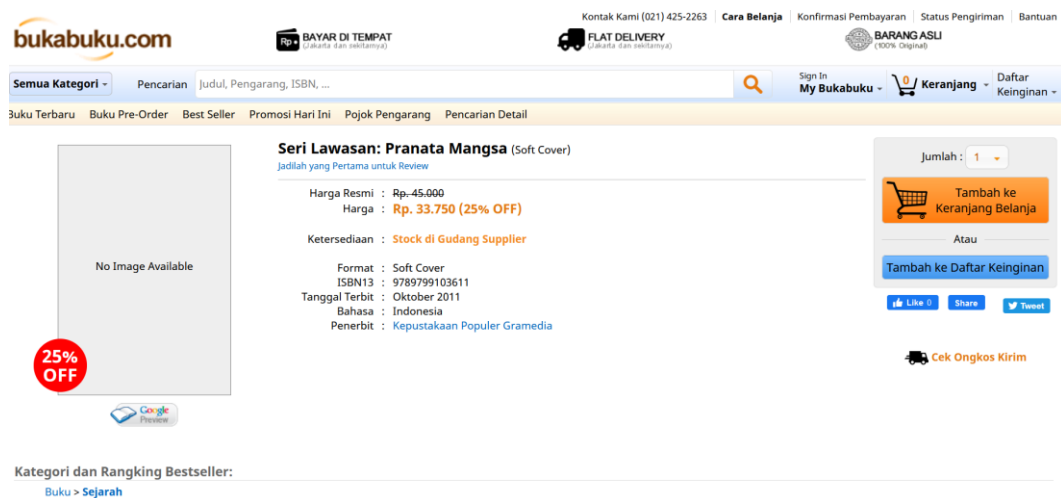 Kontak Kami (021) 425-2263 Cara Belanja Konfirmasi Pembayaran Status Pengiriman Bantuan
bukabuku.com
Rp BAYAR DI TEMPAT
(Jakarta dan sekitarnya)
FLAT DELIVERY
(Jakarta dan sekitarnya)
BARANG ASLI
(100% Original)
Semua Kategori
Pencarian
Judul, Pengarang, ISBN, ...
Sign In
My Bukabuku
0 Keranjang
Daftar
Keinginan
Buku Terbaru Buku Pre-Order Best Seller Promosi Hari Ini Pojok Pengarang Pencarian Detail
No Image Available
25%
OFF
Google
Preview
Seri Lawasan: Pranata Mangsa (Soft Cover)
Jadilah yang Pertama untuk Review
Harga Resmi : Rp. 45.000
Harga : Rp. 33.750 (25% OFF)
Ketersediaan : Stock di Gudang Supplier
Format : Soft Cover
ISBN13 : 9789799103611
Tanggal Terbit : Oktober 2011
Bahasa : Indonesia
Penerbit : Kepustakaan Populer Gramedia
Jumlah : 1
Tambah ke
Keranjang Belanja
Atau
Tambah ke Daftar Keinginan
Like 0 Share Tweet
Cek Ongkos Kirim
Kategori dan Rangking Bestseller:
Buku > Sejarah